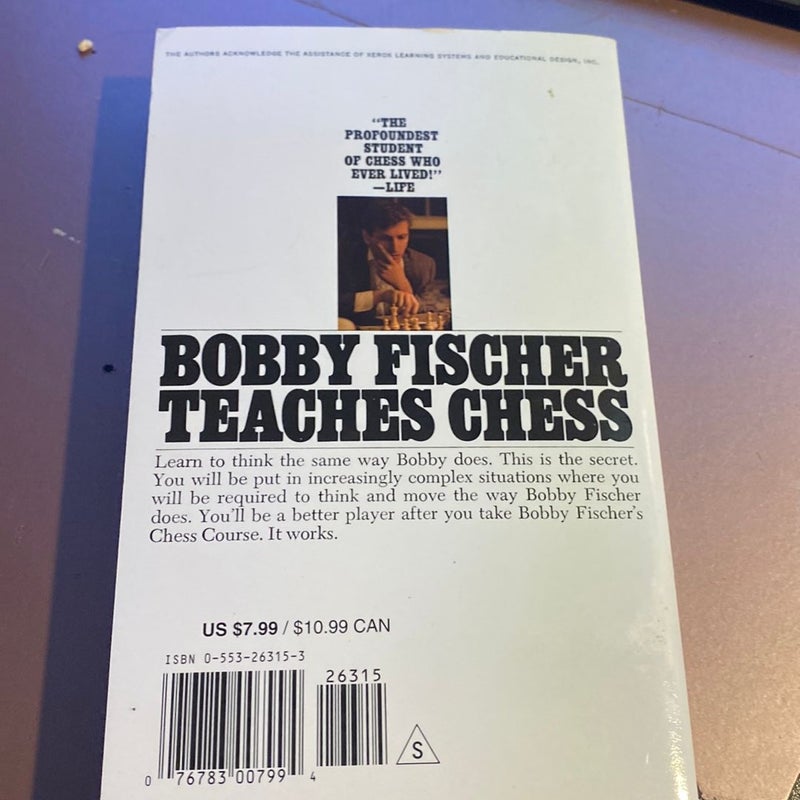 THE AUTHORS ACKNOWLEDGE THE ASSISTANCE OF XEROX LEARNING SYSTEMS AND EDUCATIONAL DESIGN, INC.
“THE
PROFOUNDEST
STUDENT
OF CHESS WHO
EVER LIVED!”
—LIFE
BOBBY FISCHER
TEACHES CHESS
Learn to think the same way Bobby does. This is the secret.
You will be put in increasingly complex situations where you
will be required to think and move the way Bobby Fischer
does. You'll be a better player after you take Bobby Fischer's
Chess Course. It works.
US $7.99 / $10.99 CAN
ISBN 0-553-26315-3
26315
S
0 76783 00799 4